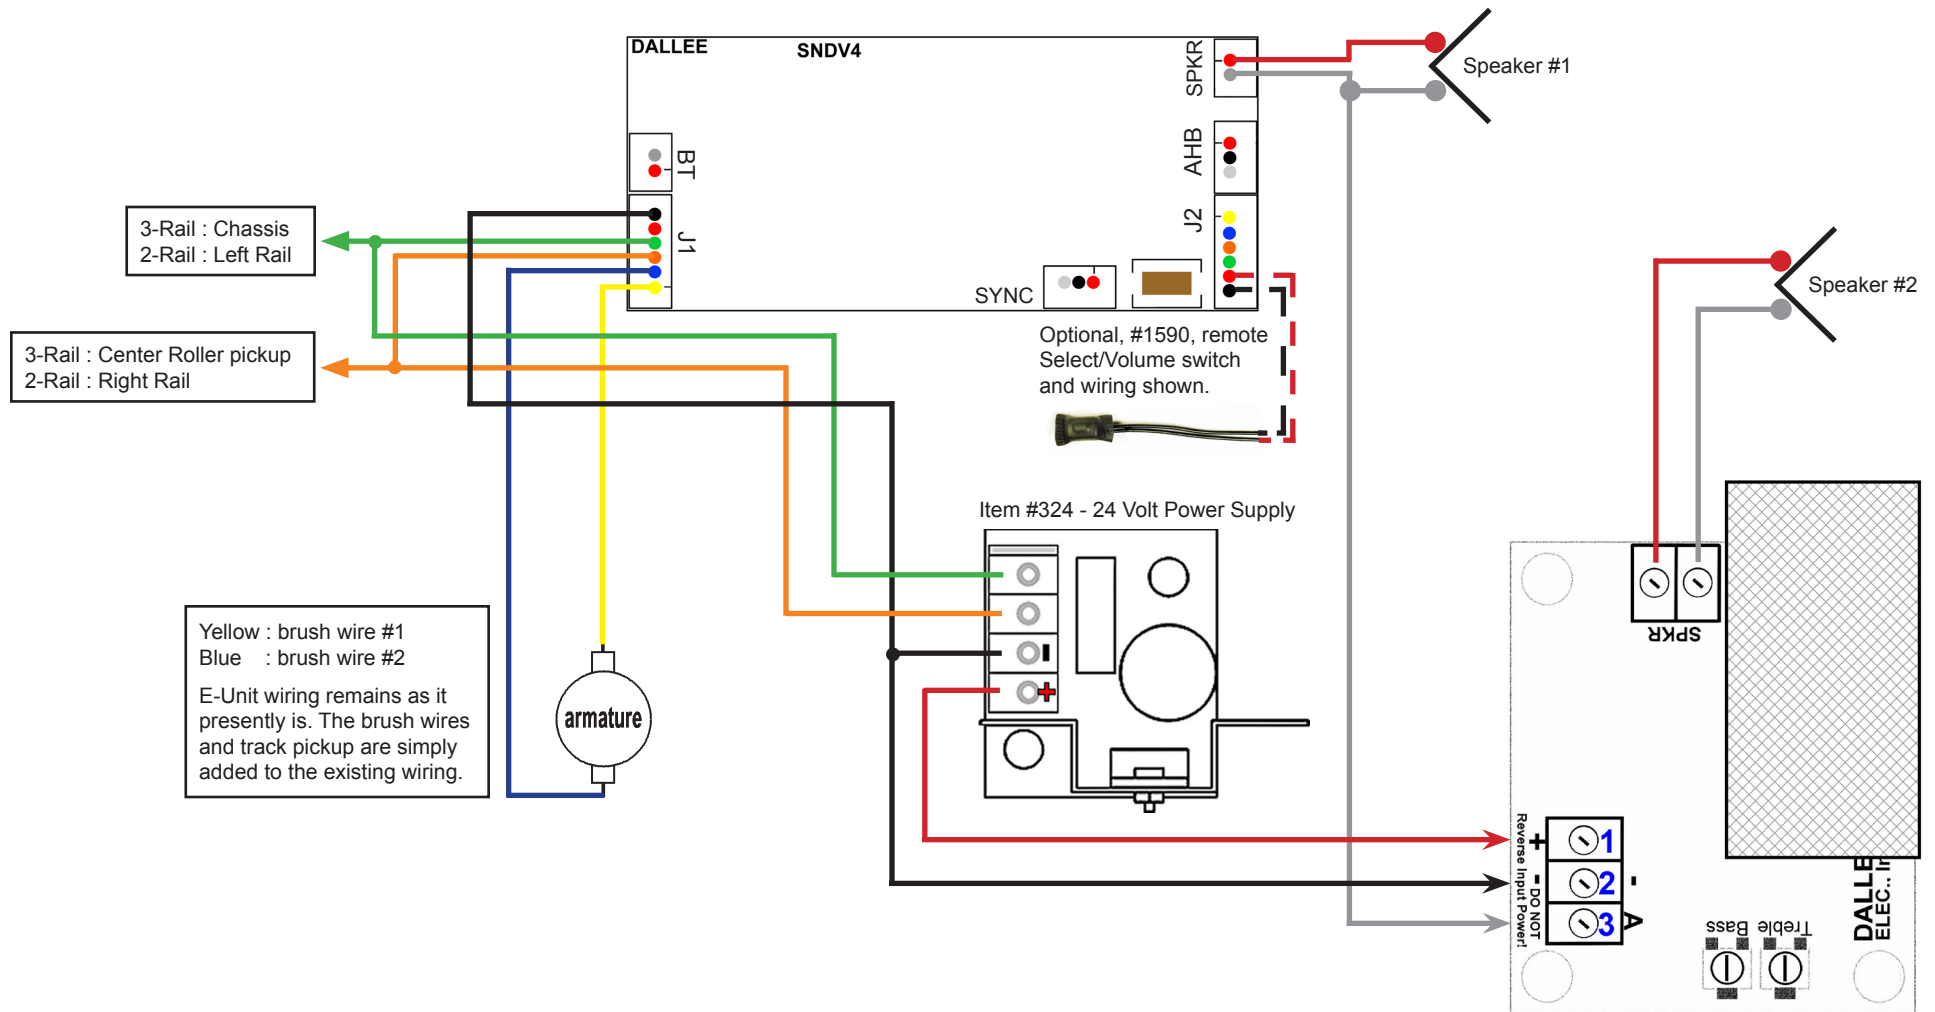 DALLEE
SNDV4
SPKR
Speaker #1
BT
AHB
J1
J2
3-Rail : Chassis
2-Rail : Left Rail
SYNC
Speaker #2
Optional, #1590, remote
Select/Volume switch
and wiring shown.
3-Rail : Center Roller pickup
2-Rail : Right Rail
Item #324 - 24 Volt Power Supply
SPKR
Yellow : brush wire #1
Blue : brush wire #2
E-Unit wiring remains as it
presently is. The brush wires
and track pickup are simply
added to the existing wiring.
armature
- 
+
Reverse Input Power!
DO NOT
+
-
1
2
3
-
A
Bass
Treble
DALLE
ELEC., In